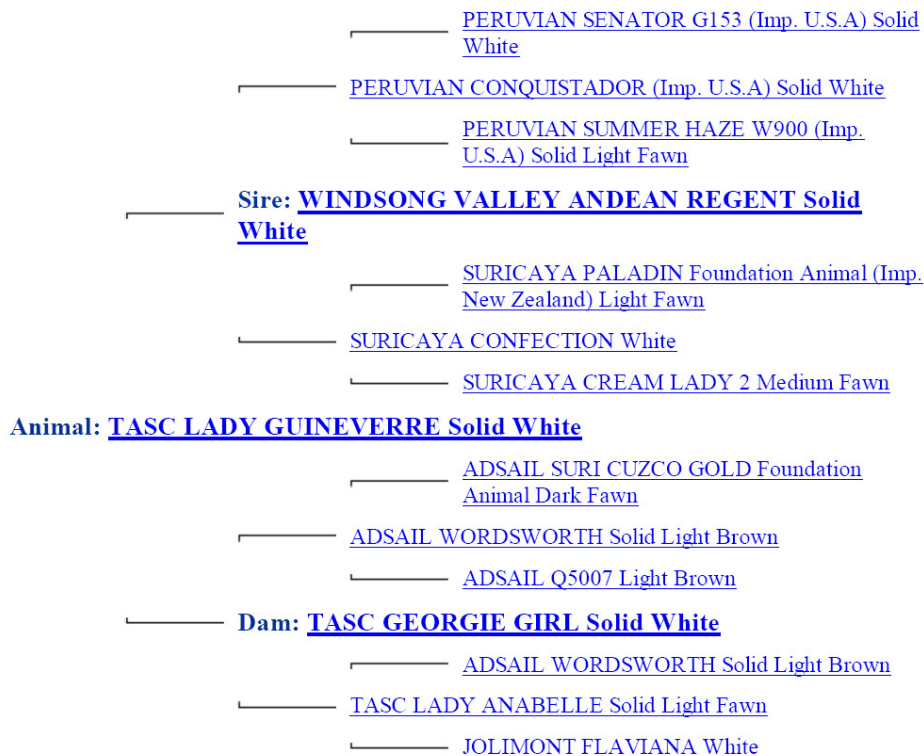 PERUVIAN SENATOR G153 (Imp. U.S.A) Solid
White
PERUVIAN CONQUISTADOR (Imp. U.S.A) Solid White
PERUVIAN SUMMER HAZE W900 (Imp.
U.S.A) Solid Light Fawn
Sire: WINDSONG VALLEY ANDEAN REGENT Solid
White
SURICAYA PALADIN Foundation Animal (Imp.
New Zealand) Light Fawn
SURICAYA CONFECTION White
SURICAYA CREAM LADY 2 Medium Fawn
Animal: TASC LADY GUINEVERRE Solid White
ADSAIL SURI CUZCO GOLD Foundation
Animal Dark Fawn
ADSAIL WORDSWORTH Solid Light Brown
ADSAIL Q5007 Light Brown
Dam: TASC GEORGIE GIRL Solid White
ADSAIL WORDSWORTH Solid Light Brown
TASC LADY ANABELLE Solid Light Fawn
JOLIMONT FLAVIANA White